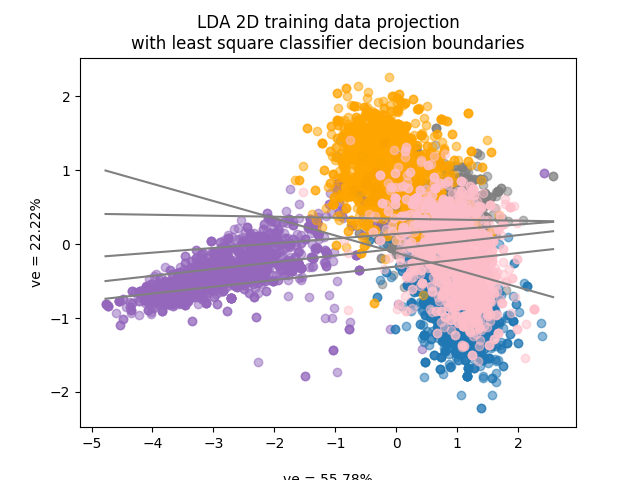 LDA 2D training data projection
with least square classifier decision boundaries
2
1
0
−1
−2
ve = 22.22%
−5 −4 −3 −2 −1 0 1 2
ve = 55.78%